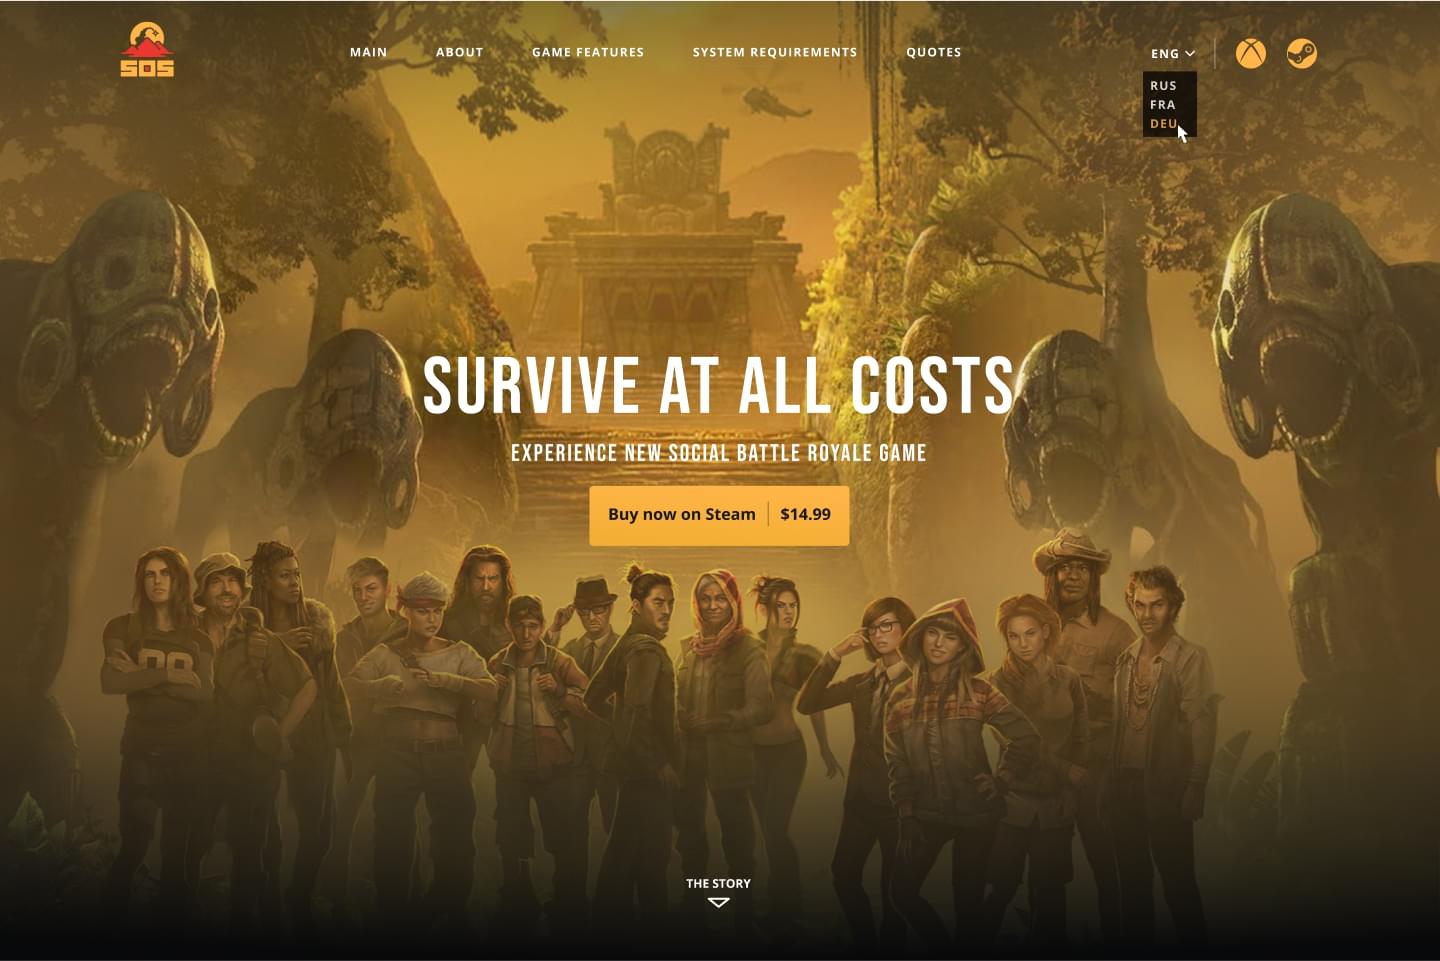 SOS
MAIN
ABOUT
GAME FEATURES
SYSTEM REQUIREMENTS
QUOTES
ENG
RUS
FRA
DEU
SURVIVE AT ALL COSTS
EXPERIENCE NEW SOCIAL BATTLE ROYALE GAME
Buy now on Steam | $14.99
THE STORY